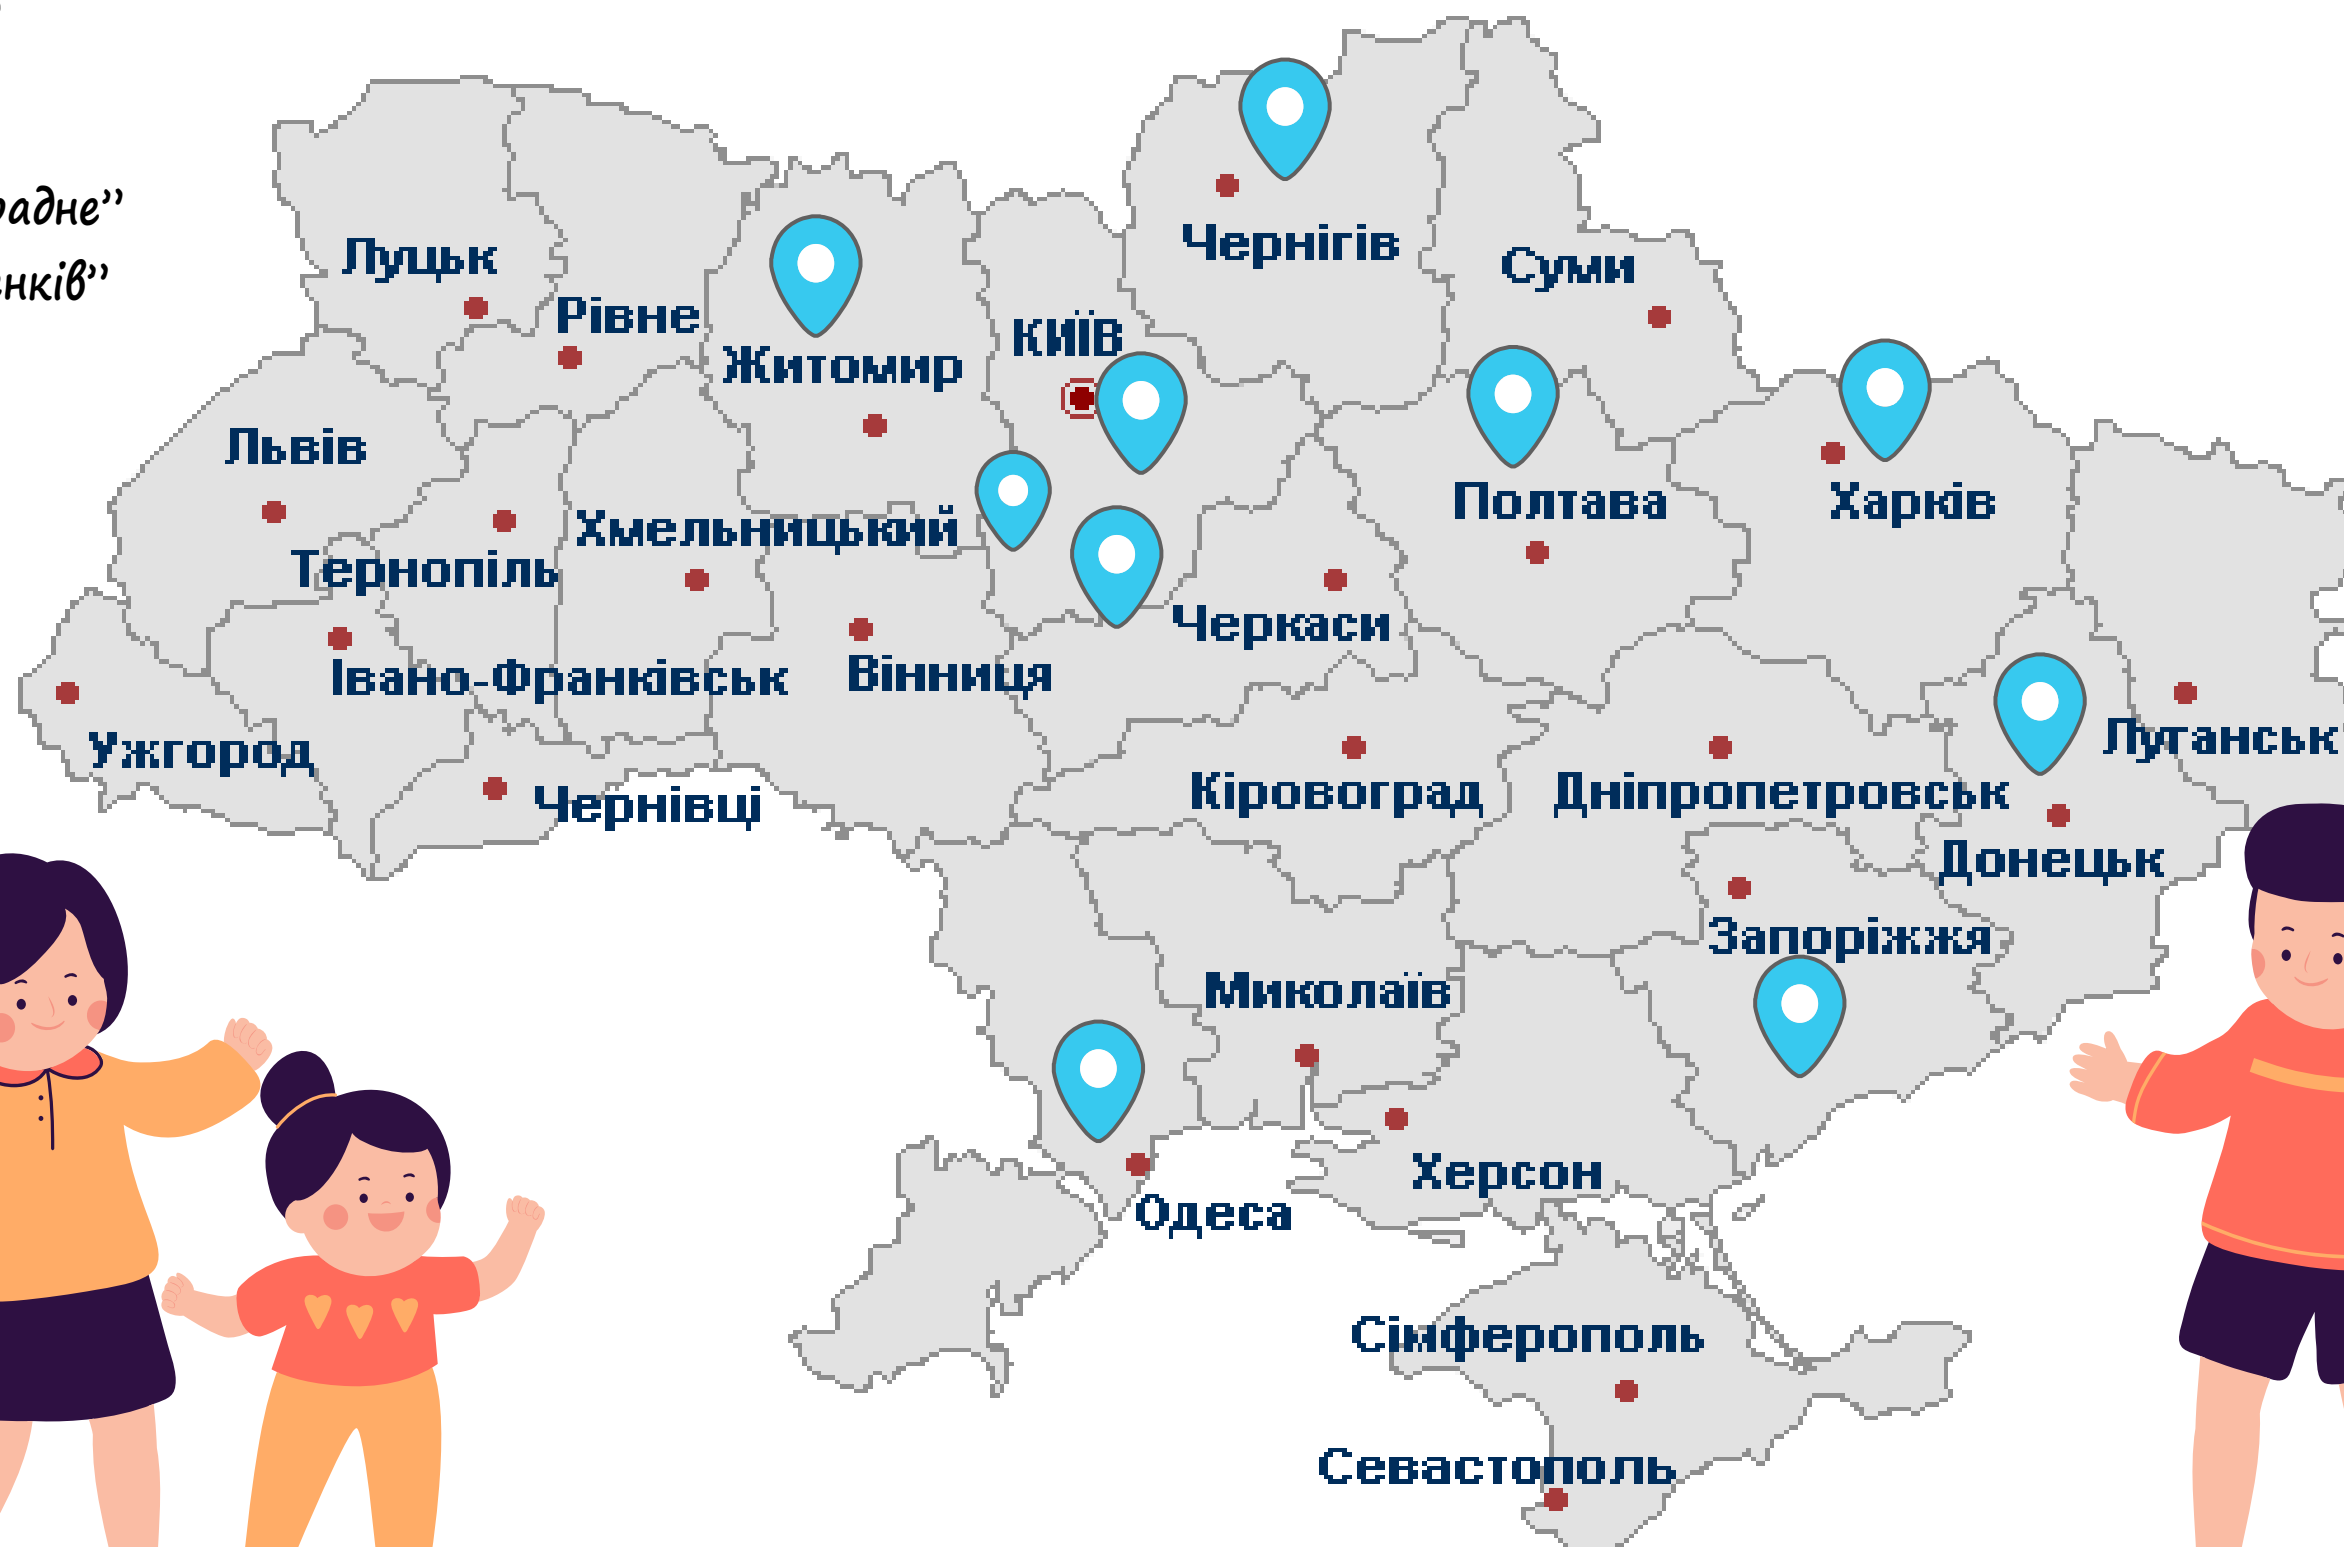 Чернігів
Луцьк
Суми
Рівне
КИЇВ
Житомир
Львів
Полтава
Харків
Хмельницький
Тернопіль
Черкаси
Івано-Франківськ
Вінниця
Ужгород
Луганськ
Чернівці
Кіровоград
Дніпропетровськ
Донецьк
Запоріжжя
Миколаїв
Херсон
Одеса
Сімферополь
Севастополь